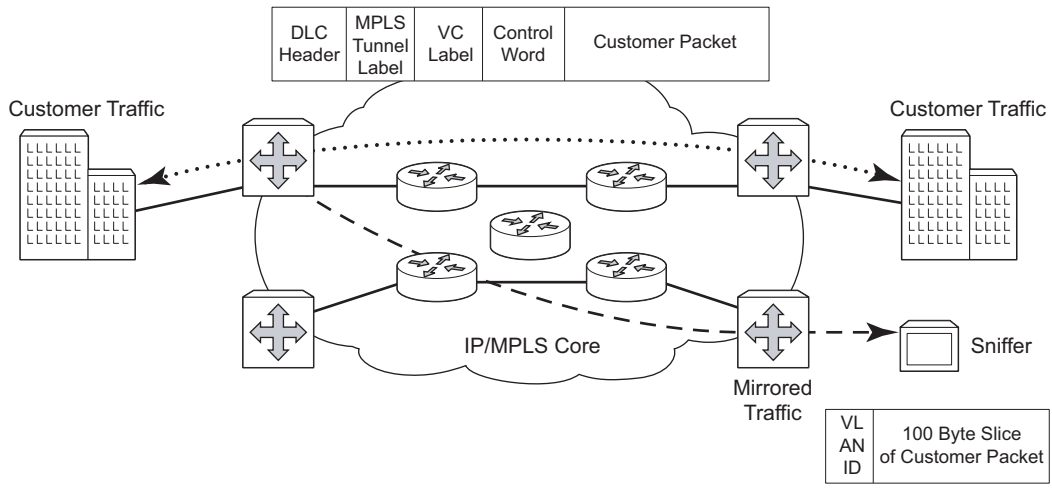 DLC
Header
MPLS
Tunnel
Label
VC
Label
Control
Word
Customer Packet
Customer Traffic
Customer Traffic
IP/MPLS Core
Sniffer
Mirrored
Traffic
VL
AN
ID
100 Byte Slice
of Customer Packet